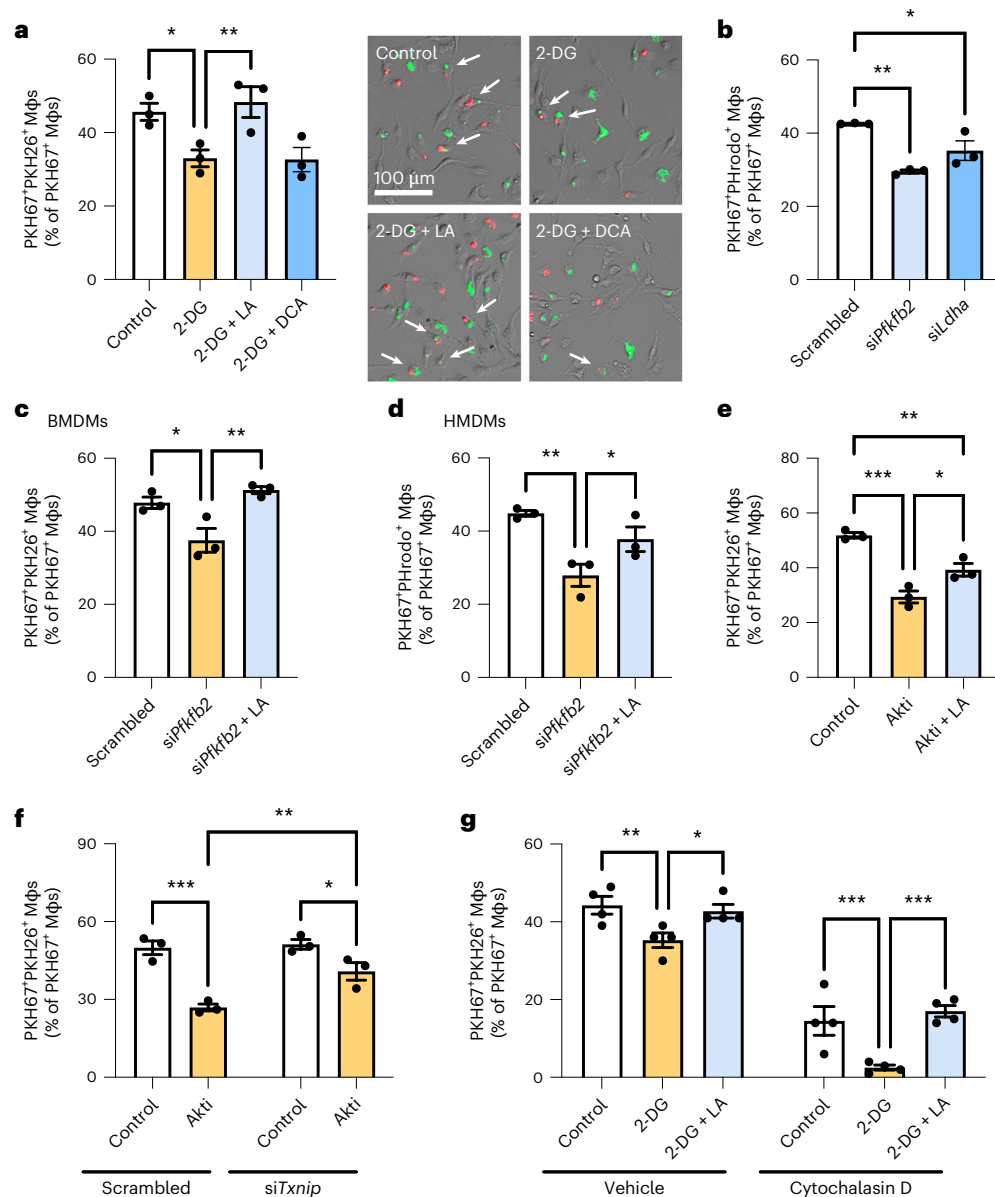 a
PKH67⁺PKH26⁺ Mφs
(% of PKH67⁺ Mφs)
60
40
20
0
*
**
Control
2-DG
2-DG + LA
2-DG + DCA
Control
100 µm
2-DG
2-DG + LA
2-DG + DCA
b
PKH67⁺PHrodo⁺ Mφs
(% of PKH67⁺ Mφs)
60
40
20
0
*
**
Scrambled
siPfkfb2
siLdha
c
BMDMs
PKH67⁺PKH26⁺ Mφs
(% of PKH67⁺ Mφs)
60
40
20
0
*
**
Scrambled
siPfkfb2
siPfkfb2 + LA
d
HMDMs
PKH67⁺PHrodo⁺ Mφs
(% of PKH67⁺ Mφs)
60
40
20
0
**
*
Scrambled
siPfkfb2
siPfkfb2 + LA
e
PKH67⁺PKH26⁺ Mφs
(% of PKH67⁺ Mφs)
80
60
40
20
0
**
***
*
Control
Akti
Akti + LA
f
PKH67⁺PKH26⁺ Mφs
(% of PKH67⁺ Mφs)
90
60
30
0
**
***
*
Control
Akti
Control
Akti
Scrambled
siTxnip
g
PKH67⁺PKH26⁺ Mφs
(% of PKH67⁺ Mφs)
60
40
20
0
**
*
***
***
Control
2-DG
2-DG + LA
Control
2-DG
2-DG + LA
Vehicle
Cytochalasin D